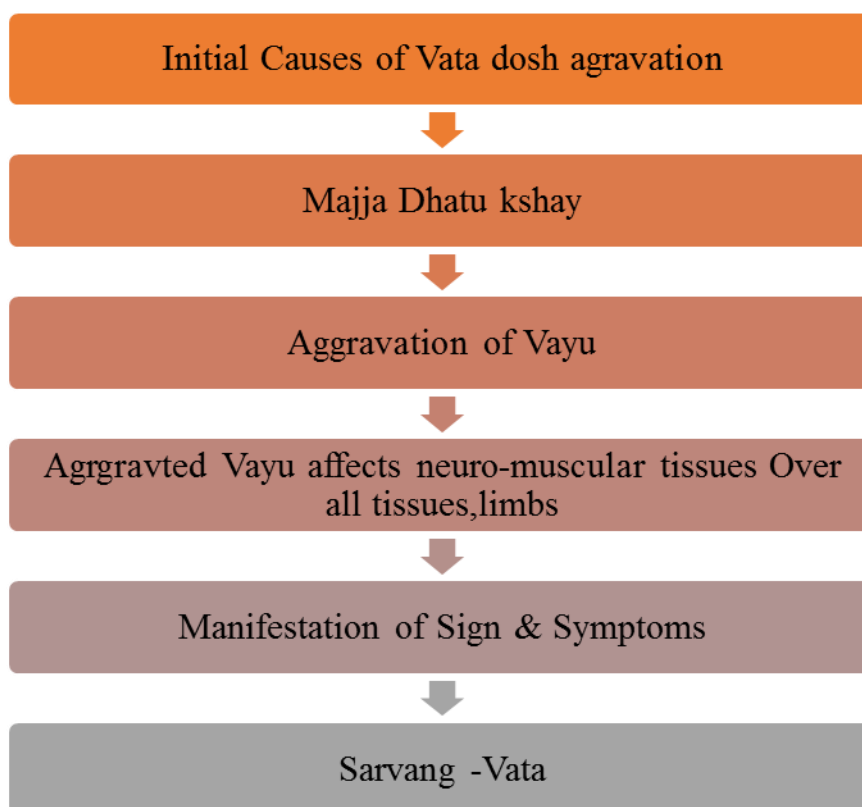 Initial Causes of Vata dosh agravation
Majja Dhatu kshay
Aggravation of Vayu
Agrgravted Vayu affects neuro-muscular tissues Over
all tissues,limbs
Manifestation of Sign & Symptoms
Sarvang -Vata